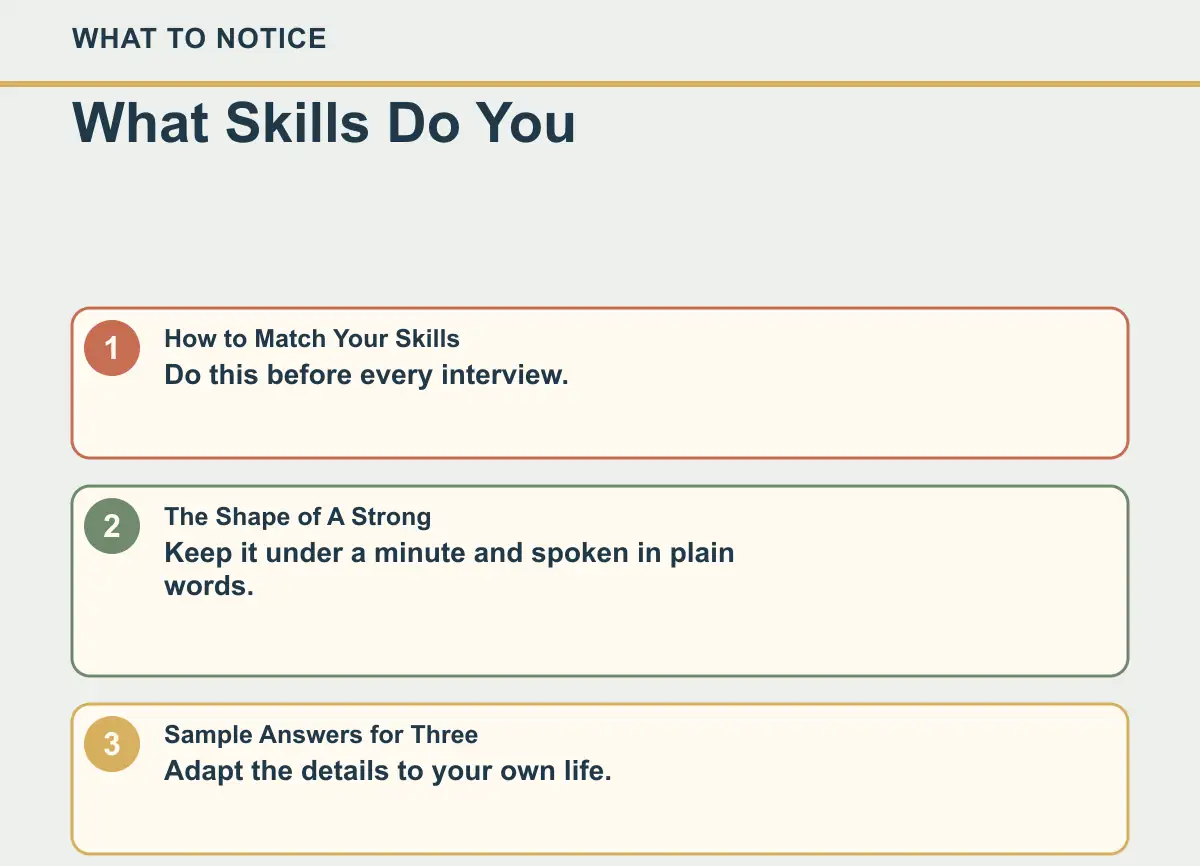 WHAT TO NOTICE
What Skills Do You
1
How to Match Your Skills
Do this before every interview.
2
The Shape of A Strong
Keep it under a minute and spoken in plain
words.
3
Sample Answers for Three
Adapt the details to your own life.